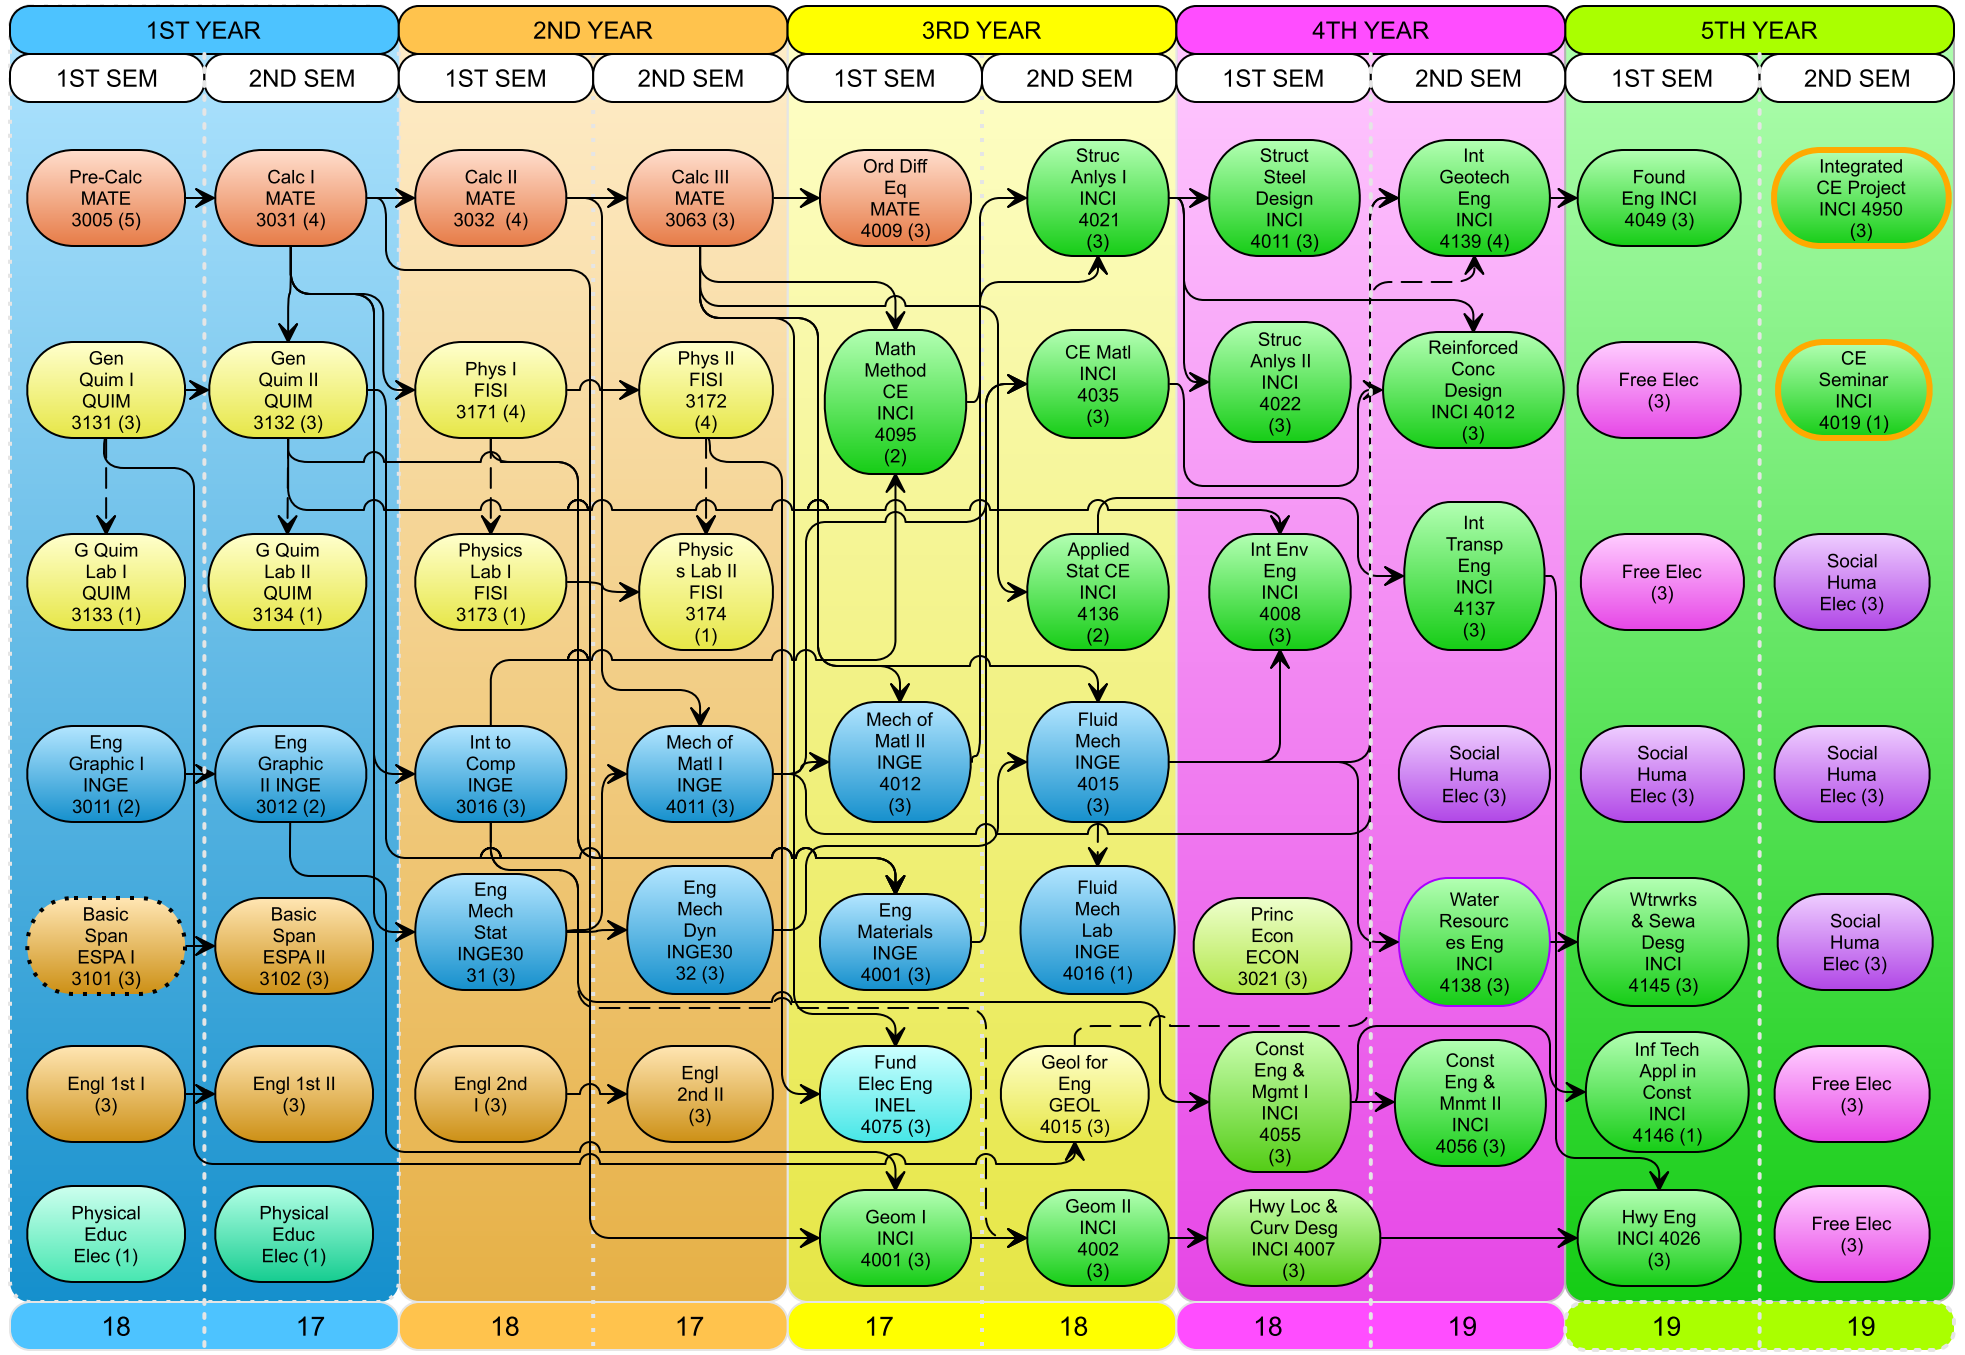 1ST YEAR
2ND YEAR
3RD YEAR
4TH YEAR
5TH YEAR
1ST SEM
2ND SEM
1ST SEM
2ND SEM
1ST SEM
2ND SEM
1ST SEM
2ND SEM
1ST SEM
2ND SEM
Pre-Calc
MATE
3005 (5)
Calc I
MATE
3031 (4)
Calc II
MATE
3032 (4)
Calc III
MATE
3063 (3)
Ord Diff
Eq
MATE
4009 (3)
Struc
Anlys I
INCI
4021
(3)
Struct
Steel
Design
INCI
4011 (3)
Int
Geotech
Eng
INCI
4139 (4)
Found
Eng INCI
4049 (3)
Integrated
CE Project
INCI 4950
(3)
Gen
Quim I
QUIM
3131 (3)
Gen
Quim II
QUIM
3132 (3)
Phys I
FISI
3171 (4)
Phys II
FISI
3172
(4)
Math
Method
CE
INCI
4095
(2)
CE Matl
INCI
4035
(3)
Struc
Anlys II
INCI
4022
(3)
Reinforced
Conc
Design
INCI 4012
(3)
Free Elec
(3)
CE
Seminar
INCI
4019 (1)
G Quim
Lab I
QUIM
3133 (1)
G Quim
Lab II
QUIM
3134 (1)
Physics
Lab I
FISI
3173 (1)
Physic
s Lab II
FISI
3174
(1)
Applied
Stat CE
INCI
4136
(2)
Int Env
Eng
INCI
4008
(3)
Int
Transp
Eng
INCI
4137
(3)
Free Elec
(3)
Social
Huma
Elec (3)
Eng
Graphic I
INGE
3011 (2)
Eng
Graphic
II INGE
3012 (2)
Int to
Comp
INGE
3016 (3)
Mech of
Matl I
INGE
4011 (3)
Mech of
Matl II
INGE
4012
(3)
Fluid
Mech
INGE
4015
(3)
Social
Huma
Elec (3)
Social
Huma
Elec (3)
Social
Huma
Elec (3)
Basic
Span
ESPA I
3101 (3)
Basic
Span
ESPA II
3102 (3)
Eng
Mech
Stat
INGE30
31 (3)
Eng
Mech
Dyn
INGE30
32 (3)
Eng
Materials
INGE
4001 (3)
Fluid
Mech
Lab
INGE
4016 (1)
Princ
Econ
ECON
3021 (3)
Water
Resourc
es Eng
INCI
4138 (3)
Wtrwrks
& Sewa
Desg
INCI
4145 (3)
Social
Huma
Elec (3)
Engl 1st I
(3)
Engl 1st II
(3)
Engl 2nd
I (3)
Engl
2nd II
(3)
Fund
Elec Eng
INEL
4075 (3)
Geol for
Eng
GEOL
4015 (3)
Const
Eng &
Mgmt I
INCI
4055
(3)
Const
Eng &
Mnmt II
INCI
4056 (3)
Inf Tech
Appl in
Const
INCI
4146 (1)
Free Elec
(3)
Physical
Educ
Elec (1)
Physical
Educ
Elec (1)
Geom I
INCI
4001 (3)
Geom II
INCI
4002
(3)
Hwy Loc &
Curv Desg
INCI 4007
(3)
Hwy Eng
INCI 4026
(3)
Free Elec
(3)
18
17
18
17
17
18
18
19
19
19